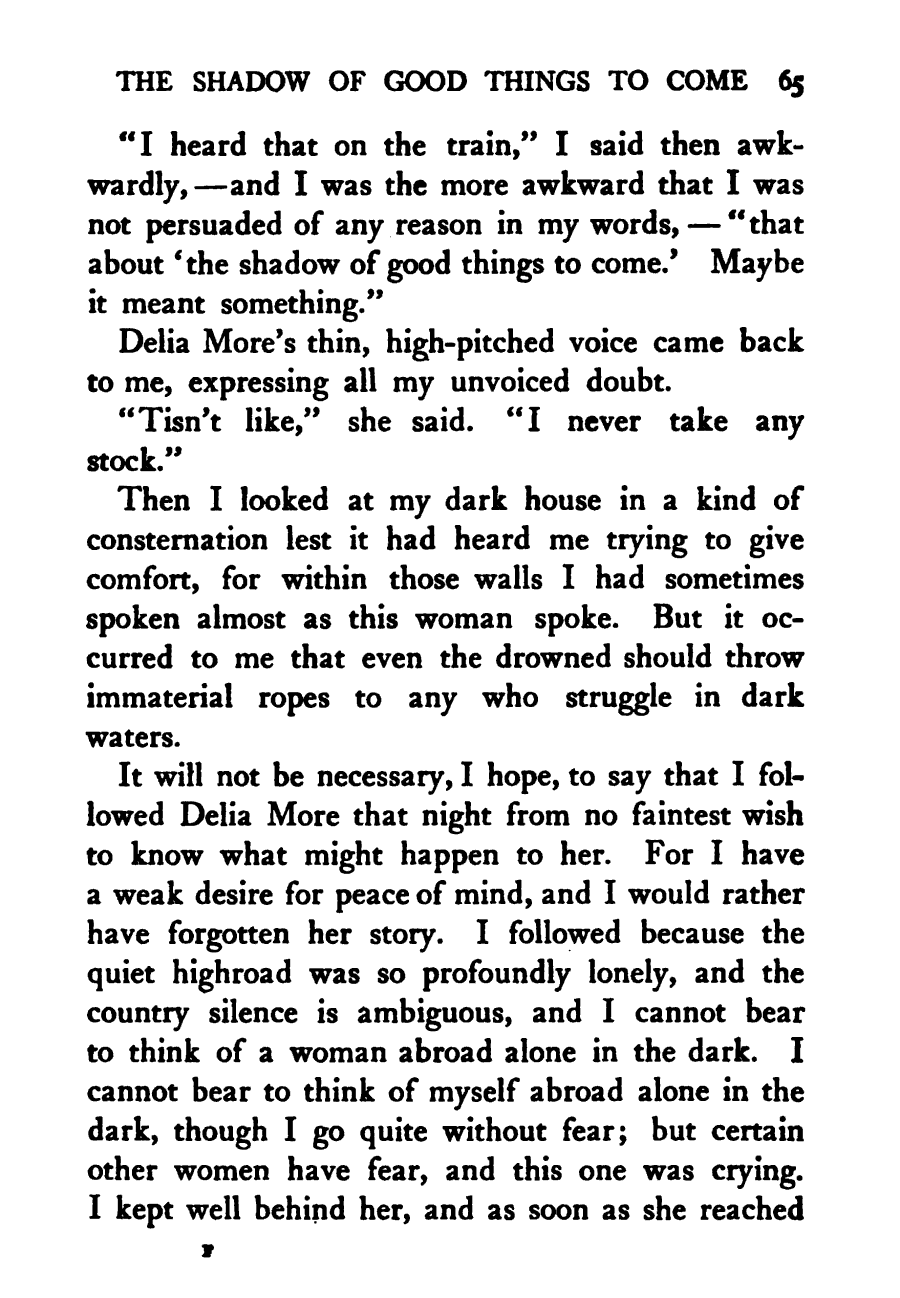 THE SHADOW OF GOOD THINGS TO COME 65
“I heard that on the train,” I said then awk-
wardly, —and I was the more awkward that I was
not persuaded of any reason in my words, — “that
about ‘the shadow of good things to come.’ Maybe
it meant something.”
Delia More’s thin, high-pitched voice came back
to me, expressing all my unvoiced doubt.
“Tisn’t like,” she said. “I never take any
stock.”
Then I looked at my dark house in a kind of
consternation lest it had heard me trying to give
comfort, for within those walls I had sometimes
spoken almost as this woman spoke. But it oc-
curred to me that even the drowned should throw
immaterial ropes to any who struggle in dark
waters.
It will not be necessary, I hope, to say that I fol-
lowed Delia More that night from no faintest wish
to know what might happen to her. For I have
a weak desire for peace of mind, and I would rather
have forgotten her story. I followed because the
quiet highroad was so profoundly lonely, and the
country silence is ambiguous, and I cannot bear
to think of a woman abroad alone in the dark. I
cannot bear to think of myself abroad alone in the
dark, though I go quite without fear; but certain
other women have fear, and this one was crying.
I kept well behind her, and as soon as she reached
F